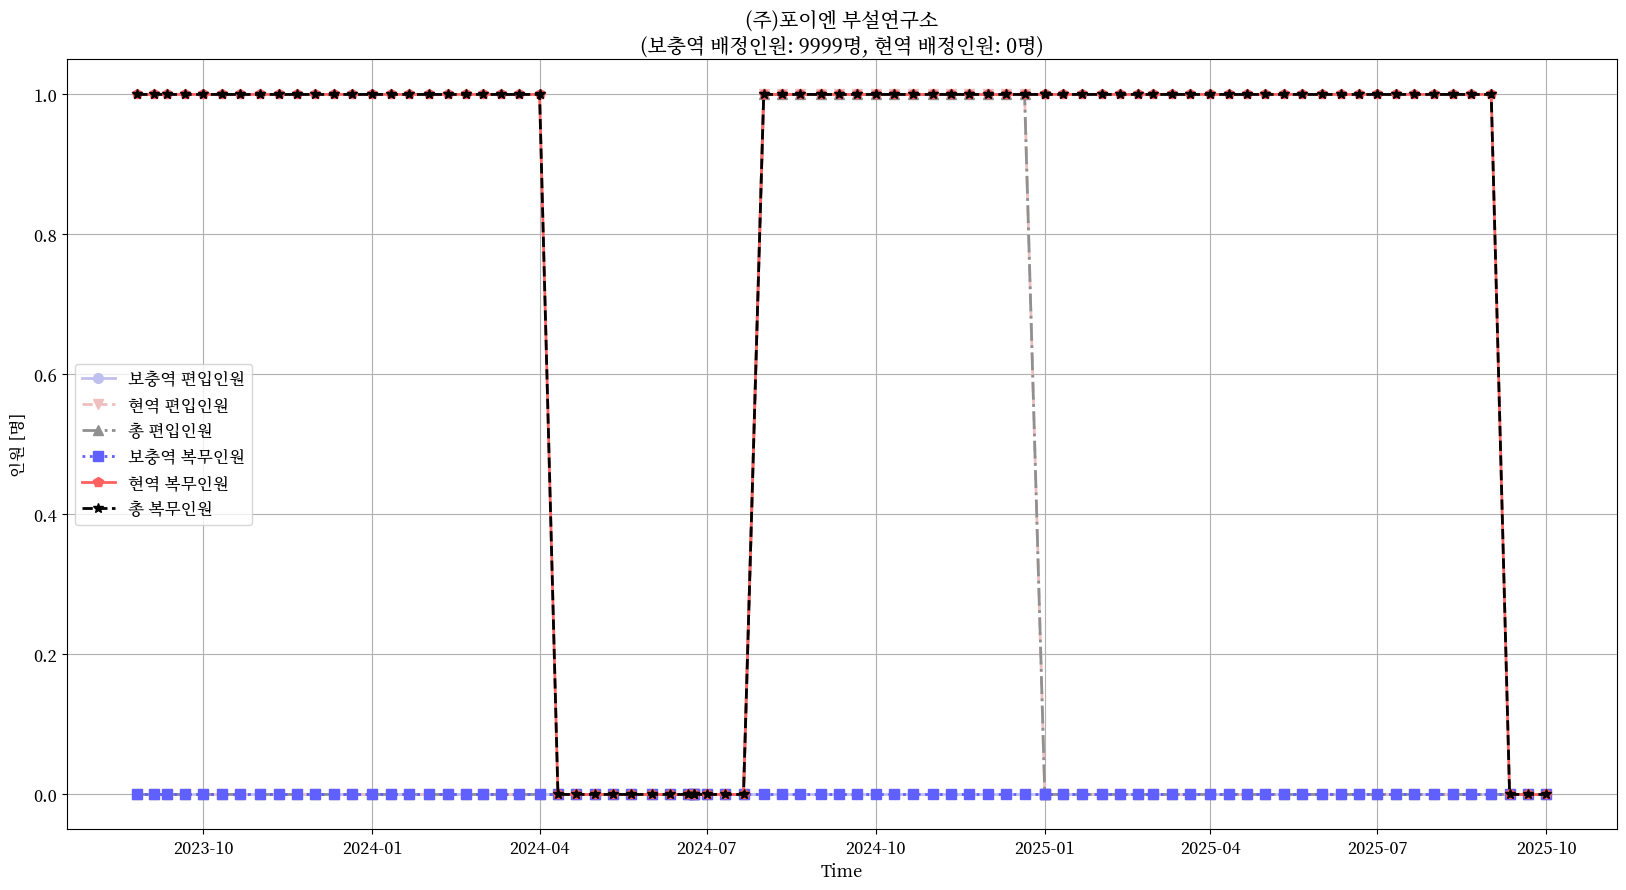 (주)포이엔 부설연구소
(보충역 배정인원: 9999명, 현역 배정인원: 0명)
1.0
0.8
0.6
0.4
0.2
0.0
인원 [명]
보충역 편입인원
현역 편입인원
총 편입인원
보충역 복무인원
현역 복무인원
총 복무인원
2023-10
2024-01
2024-04
2024-07
2024-10
2025-01
2025-04
2025-07
2025-10
Time